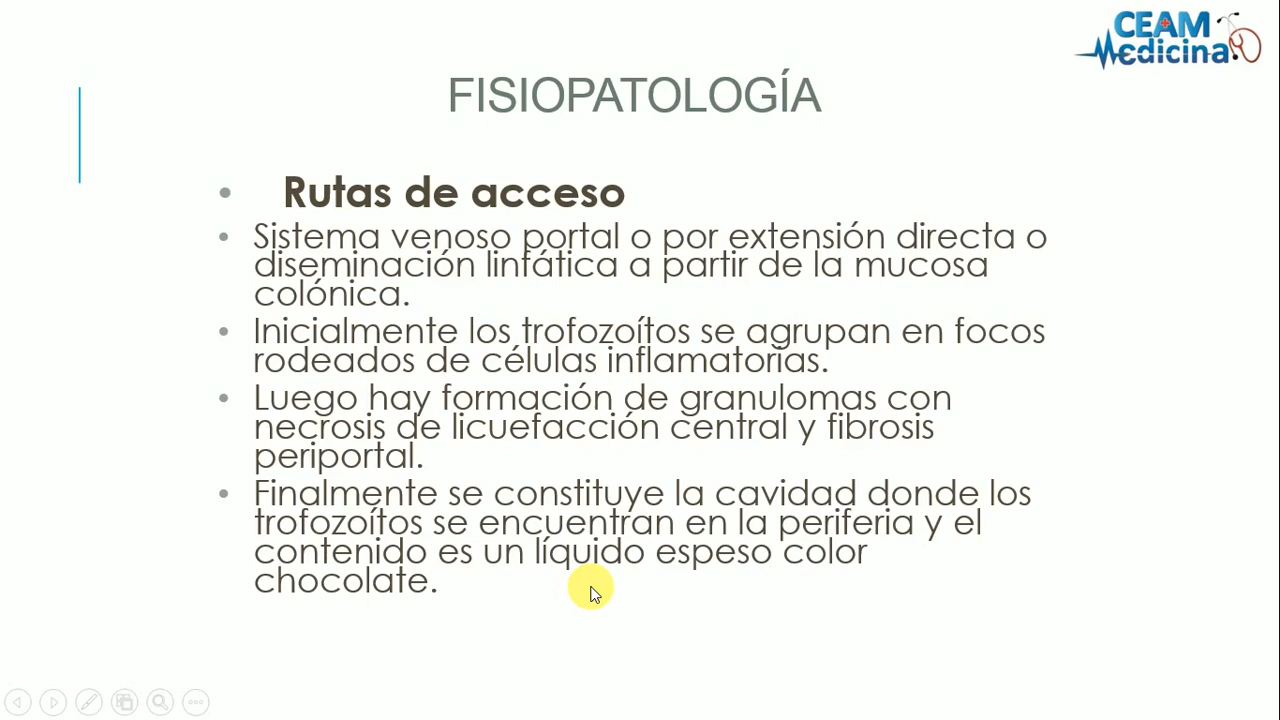 CEAM
Medicina
FISIOPATOLOGÍA
• Rutas de acceso
• Sistema venoso portal o por extensión directa o
diseminación linfática a partir de la mucosa
colónica.
• Inicialmente los trofozoítos se agrupan en focos
rodeados de células inflamatorias.
• Luego hay formación de granulomas con
necrosis de licuefacción central y fibrosis
periportal.
• Finalmente se constituye la cavidad donde los
trofozoítos se encuentran en la periferia y el
contenido es un líquido espeso color
chocolate.